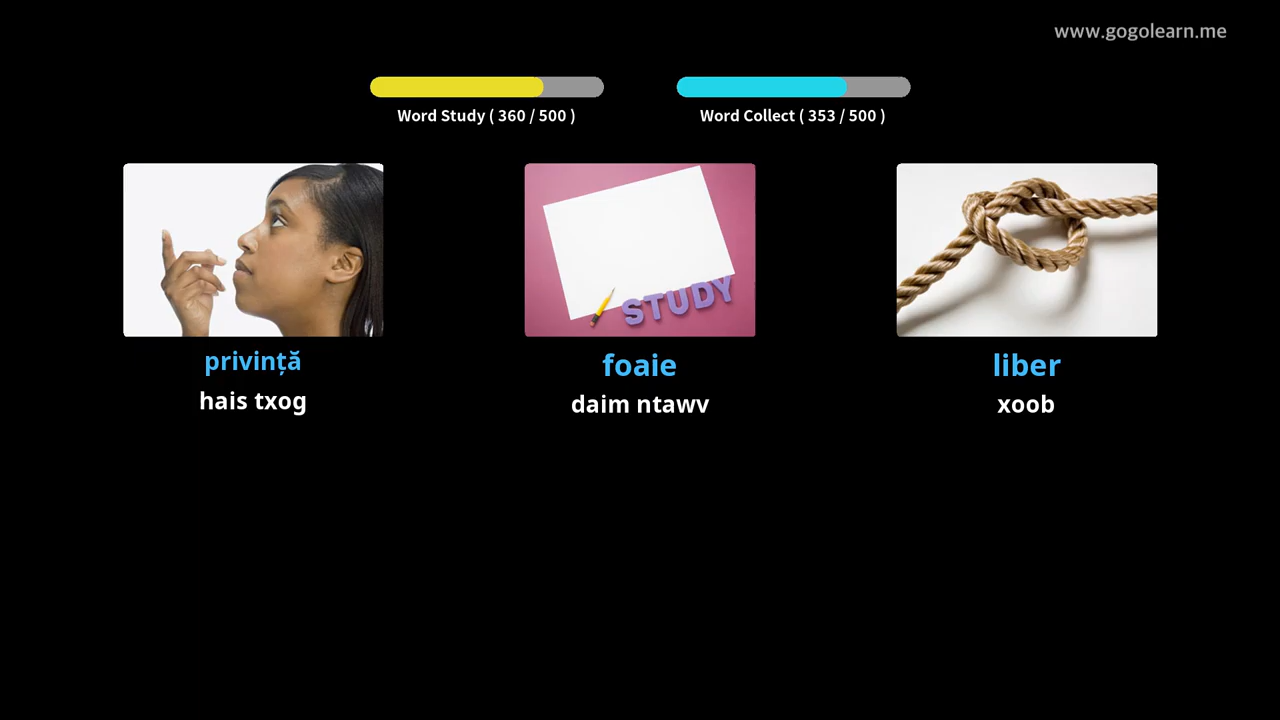 www.gogolearn.me
Word Study ( 360 / 500 )
Word Collect ( 353 / 500 )
STUDY
privință
foaie
liber
hais txog
daim ntawv
xoob